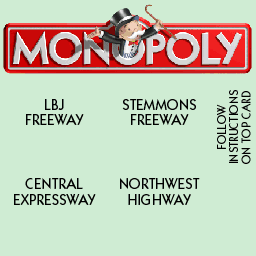 MONOPOLY
LBJ
FREEWAY
STEMMONS
FREEWAY
FOLLOW
INSTRUCTIONS
ON TOP CARD
CENTRAL
EXPRESSWAY
NORTHWEST
HIGHWAY